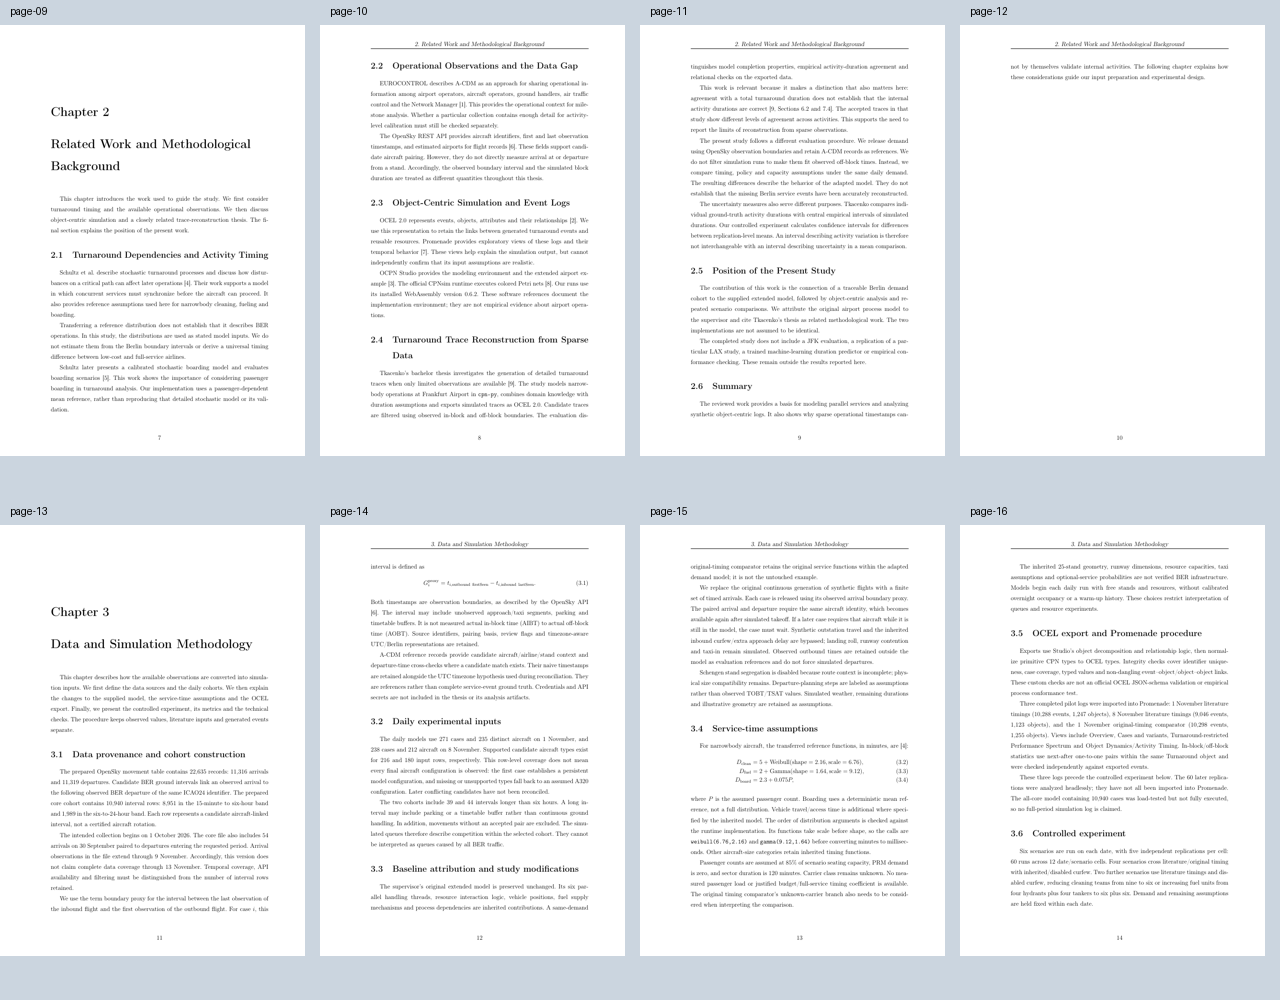 page-09
Chapter 2
Related Work and Methodological
Background
This chapter introduces the work used to guide the study. We first consider
turnaround timing and the available operational observations. We then discuss
object-centric simulation and a closely related trace-reconstruction thesis. The fi-
nal section explains the position of the present work.
2.1 Turnaround Dependencies and Activity Timing
Schultz et al. describe stochastic turnaround processes and discuss how distur-
bances on a critical path can affect later operations [4]. Their work supports a model
in which concurrent services must synchronize before the aircraft can proceed. It
also provides reference assumptions used here for narrowbody cleaning, fueling and
boarding.
Transferring a reference distribution does not establish that it describes BER
operations. In this study, the distributions are used as stated model inputs. We do
not estimate them from the Berlin boundary intervals or derive a universal timing
difference between low-cost and full-service airlines.
Schultz later presents a calibrated stochastic boarding model and evaluates
boarding scenarios [5]. This work shows the importance of considering passenger
boarding in turnaround analysis. Our implementation uses a passenger-dependent
mean reference, rather than reproducing that detailed stochastic model or its vali-
dation.
7
page-10
2. Related Work and Methodological Background
2.2 Operational Observations and the Data Gap
EUROCONTROL describes A-CDM as an approach for sharing operational in-
formation among airport operators, aircraft operators, ground handlers, air traffic
control and the Network Manager [1]. This provides the operational context for mile-
stone analysis. Whether a particular collection contains enough detail for activity-
level calibration must still be checked separately.
The OpenSky REST API provides aircraft identifiers, first and last observation
timestamps, and estimated airports for flight records [6]. These fields support candi-
date aircraft pairing. However, they do not directly measure arrival at or departure
from a stand. Accordingly, the observed boundary interval and the simulated block
duration are treated as different quantities throughout this thesis.
2.3 Object-Centric Simulation and Event Logs
OCEL 2.0 represents events, objects, attributes and their relationships [2]. We
use this representation to retain the links between generated turnaround events and
reusable resources. Promenade provides exploratory views of these logs and their
temporal behavior [7]. These views help explain the simulation output, but cannot
independently confirm that its input assumptions are realistic.
OCPN Studio provides the modeling environment and the extended airport ex-
ample [3]. The official CPNsim runtime executes colored Petri nets [8]. Our runs use
its installed WebAssembly version 0.6.2. These software references document the
implementation environment; they are not empirical evidence about airport opera-
tions.
2.4 Turnaround Trace Reconstruction from Sparse
Data
Tkacenko's bachelor thesis investigates the generation of detailed turnaround
traces when only limited observations are available [9]. The study models narrow-
body operations at Frankfurt Airport in cpn-py, combines domain knowledge with
duration assumptions and exports simulated traces as OCEL 2.0. Candidate traces
are filtered using observed in-block and off-block boundaries. The evaluation dis-
8
page-11
2. Related Work and Methodological Background
tinguishes model completion properties, empirical activity-duration agreement and
relational checks on the exported data.
This work is relevant because it makes a distinction that also matters here:
agreement with a total turnaround duration does not establish that the internal
activity durations are correct [9, Sections 6.2 and 7.4]. The accepted traces in that
study show different levels of agreement across activities. This supports the need to
report the limits of reconstruction from sparse observations.
The present study follows a different evaluation procedure. We release demand
using OpenSky observation boundaries and retain A-CDM records as references. We
do not filter simulation runs to make them fit observed off-block times. Instead, we
compare timing, policy and capacity assumptions under the same daily demand.
The resulting differences describe the behavior of the adapted model. They do not
establish that the missing Berlin service events have been accurately reconstructed.
The uncertainty measures also serve different purposes. Tkacenko compares indi-
vidual ground-truth activity durations with central empirical intervals of simulated
durations. Our controlled experiment calculates confidence intervals for differences
between replication-level means. An interval describing activity variation is therefore
not interchangeable with an interval describing uncertainty in a mean comparison.
2.5 Position of the Present Study
The contribution of this work is the connection of a traceable Berlin demand
cohort to the supplied extended model, followed by object-centric analysis and re-
peated scenario comparisons. We attribute the original airport process model to
the supervisor and cite Tkacenko's thesis as related methodological work. The two
implementations are not assumed to be identical.
The completed study does not include a JFK evaluation, a replication of a par-
ticular LAX study, a trained machine-learning duration predictor or empirical con-
formance checking. These remain outside the results reported here.
2.6 Summary
The reviewed work provides a basis for modeling parallel services and analyzing
synthetic object-centric logs. It also shows why sparse operational timestamps can-
9
page-12
2. Related Work and Methodological Background
not by themselves validate internal activities. The following chapter explains how
these considerations guide our input preparation and experimental design.
10
page-13
Chapter 3
Data and Simulation Methodology
This chapter describes how the available observations are converted into simula-
tion inputs. We first define the data sources and the daily cohorts. We then explain
the changes to the supplied model, the service-time assumptions and the OCEL
export. Finally, we present the controlled experiment, its metrics and the technical
checks. The procedure keeps observed values, literature inputs and generated events
separate.
3.1 Data provenance and cohort construction
The prepared OpenSky movement table contains 22,635 records: 11,316 arrivals
and 11,319 departures. Candidate BER ground intervals link an observed arrival to
the following observed BER departure of the same ICAO24 identifier. The prepared
core cohort contains 10,940 interval rows: 8,951 in the 15-minute to six-hour band
and 1,989 in the six-to-24-hour band. Each row represents a candidate aircraft-linked
interval, not a certified aircraft rotation.
The intended collection begins on 1 October 2026. The core file also includes 54
arrivals on 30 September paired to departures entering the requested period. Arrival
observations in the file extend through 9 November. Accordingly, this version does
not claim complete data coverage through 13 November. Temporal coverage, API
availability and filtering must be distinguished from the number of interval rows
retained.
We use the term boundary proxy for the interval between the last observation of
the inbound flight and the first observation of the outbound flight. For case i, this
11
page-14
3. Data and Simulation Methodology
interval is defined as
(3.1)
Both timestamps are observation boundaries, as described by the OpenSky API
[6]. The interval may include unobserved approach/taxi segments, parking and
timetable buffers. It is not measured actual in-block time (AIBT) to actual off-block
time (AOBT). Source identifiers, pairing basis, review flags and timezone-aware
UTC/Berlin representations are retained.
A-CDM reference records provide candidate aircraft/airline/stand context and
departure-time cross-checks where a candidate match exists. Their naive timestamps
are retained alongside the UTC timezone hypothesis used during reconciliation. They
are references rather than complete service-event ground truth. Credentials and API
secrets are not included in the thesis or its analysis artifacts.
3.2 Daily experimental inputs
The daily models use 271 cases and 235 distinct aircraft on 1 November, and
238 cases and 212 aircraft on 8 November. Supported candidate aircraft types exist
for 216 and 180 input rows, respectively. This row-level coverage does not mean
every final aircraft configuration is observed: the first case establishes a persistent
model configuration, and missing or unsupported types fall back to an assumed A320
configuration. Later conflicting candidates have not been reconciled.
The two cohorts include 39 and 44 intervals longer than six hours. A long in-
terval may include parking or a timetable buffer rather than continuous ground
handling. In addition, movements without an accepted pair are excluded. The simu-
lated queues therefore describe competition within the selected cohort. They cannot
be interpreted as queues caused by all BER traffic.
3.3 Baseline attribution and study modifications
The supervisor's original extended model is preserved unchanged. Its six par-
allel handling threads, resource interaction logic, vehicle positions, fuel supply
mechanisms and process dependencies are inherited contributions. A same-demand
12
page-15
3. Data and Simulation Methodology
original-timing comparator retains the original service functions within the adapted
demand model; it is not the untouched example.
We replace the original continuous generation of synthetic flights with a finite
set of timed arrivals. Each case is released using its observed arrival boundary proxy.
The paired arrival and departure require the same aircraft identity, which becomes
available again after simulated takeoff. If a later case requires that aircraft while it is
still in the model, the case must wait. Synthetic outstation travel and the inherited
inbound curfew/extra approach delay are bypassed; landing roll, runway contention
and taxi-in remain simulated. Observed outbound times are retained outside the
model as evaluation references and do not force simulated departures.
Schengen stand segregation is disabled because route context is incomplete; phys-
ical size compatibility remains. Departure-planning steps are labeled as assumptions
rather than observed TOBT/TSAT values. Simulated weather, remaining durations
and illustrative geometry are retained as assumptions.
3.4 Service-time assumptions
For narrowbody aircraft, the transferred reference functions, in minutes, are [4]:
D_clean = 5 + Weibull(shape = 2.16, scale = 6.76), (3.2)
D_fuel = 2 + Gamma(shape = 1.64, scale = 9.12), (3.3)
D_board = 2.3 + 0.075P, (3.4)
where P is the assumed passenger count. Boarding uses a deterministic mean ref-
erence, not a full distribution. Vehicle travel/access time is additional where speci-
fied by the inherited model. The order of distribution arguments is checked against
the runtime implementation. Its functions take scale before shape, so the calls are
weibull(6.76,2.16) and gamma(9.12,1.64) before converting minutes to millisec-
onds. Other aircraft-size categories retain inherited timing functions.
Passenger counts are assumed at 85% of scenario seating capacity, PRM demand
is zero, and sector duration is 120 minutes. Carrier class remains unknown. No mea-
sured passenger load or justified budget/full-service timing coefficient is available.
The original timing comparator's unknown-carrier branch also needs to be consid-
ered when interpreting the comparison.
13
page-16
3. Data and Simulation Methodology
The inherited 25-stand geometry, runway dimensions, resource capacities, taxi
assumptions and optional-service probabilities are not verified BER infrastructure.
Models begin each daily run with free stands and resources, without calibrated
overnight occupancy or a warm-up history. These choices restrict interpretation of
queues and resource experiments.
3.5 OCEL export and Promenade procedure
Exports use Studio's object decomposition and relationship logic, then normal-
ize primitive CPN types to OCEL types. Integrity checks cover identifier unique-
ness, case coverage, typed values and non-dangling event–object/object–object links.
These custom checks are not an official OCEL JSON-schema validation or empirical
process conformance test.
Three completed pilot logs were imported into Promenade: 1 November literature
timings (10,288 events, 1,247 objects), 8 November literature timings (9,046 events,
1,123 objects), and the 1 November original-timing comparator (10,298 events,
1,255 objects). Views include Overview, Cases and variants, Turnaround-restricted
Performance Spectrum and Object Dynamics/Activity Timing. In-block/off-block
statistics use next-after one-to-one pairs within the same Turnaround object and
were checked independently against exported events.
These three logs precede the controlled experiment below. The 60 later replica-
tions were analyzed headlessly; they have not all been imported into Promenade.
The all-core model containing 10,940 cases was load-tested but not fully executed,
so no full-period simulation log is claimed.
3.6 Controlled experiment
Six scenarios are run on each date, with five independent replications per cell:
60 runs across 12 date/scenario cells. Four scenarios cross literature/original timing
with inherited/disabled curfew. Two further scenarios use literature timings and dis-
abled curfew, reducing cleaning teams from nine to six or increasing fuel units from
four hydrants plus four tankers to six plus six. Demand and remaining assumptions
are held fixed within each date.
14